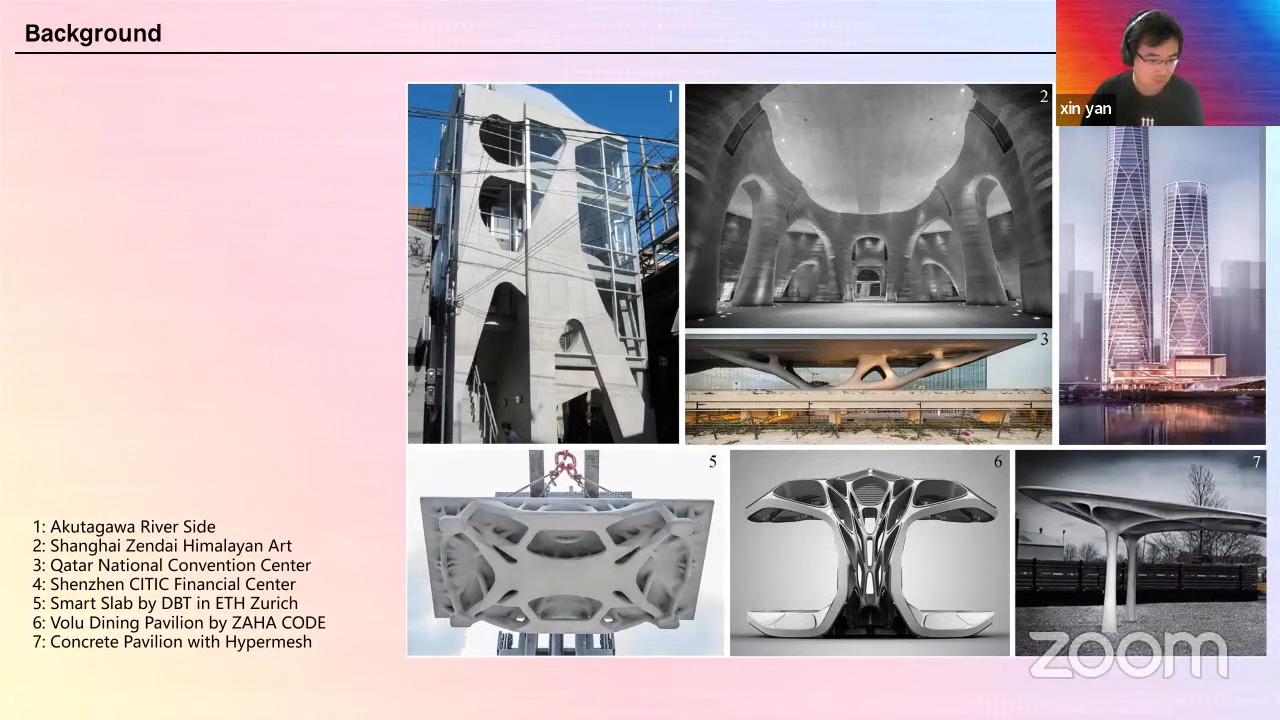 Background
xin yan
1
2
3
5
6
7
1: Akutagawa River Side
2: Shanghai Zendai Himalayan Art
3: Qatar National Convention Center
4: Shenzhen CITIC Financial Center
5: Smart Slab by DBT in ETH Zurich
6: Volu Dining Pavilion by ZAHA CODE
7: Concrete Pavilion with Hypermesh
zoom